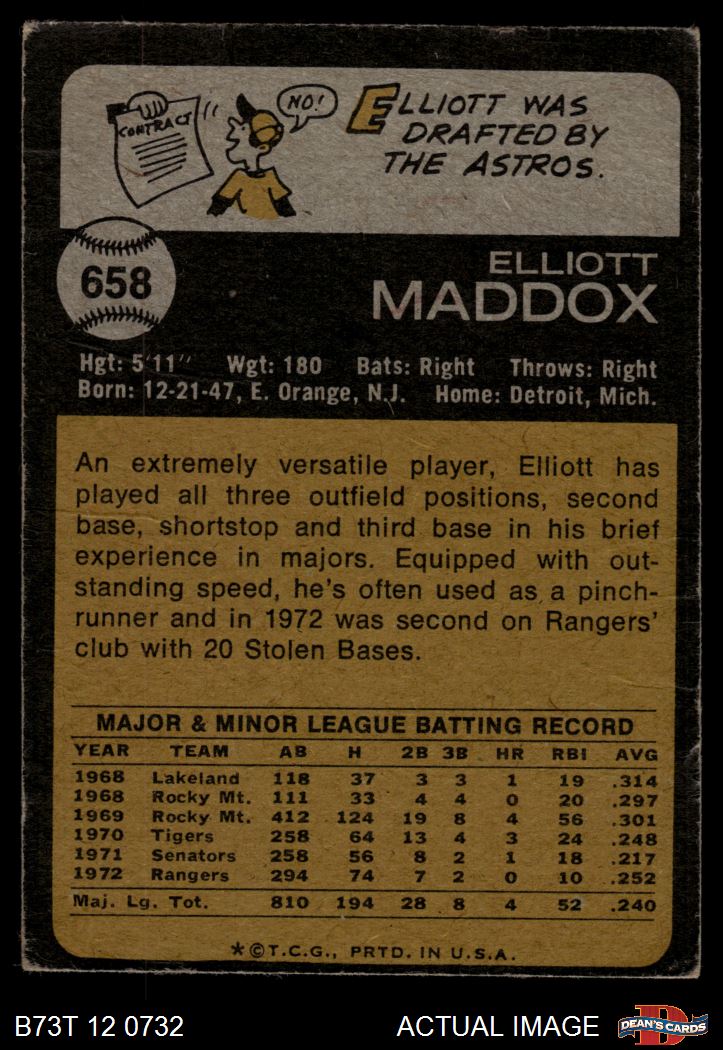 CONTRACT
NO!
ELLIOTT WAS
DRAFTED BY
THE ASTROS.
658
ELLIOTT
MADDOX
Hgt: 5'11" Wgt: 180 Bats: Right Throws: Right
Born: 12-21-47, E. Orange, N.J. Home: Detroit, Mich.
An extremely versatile player, Elliott has
played all three outfield positions, second
base, shortstop and third base in his brief
experience in majors. Equipped with out-
standing speed, he's often used as a pinch-
runner and in 1972 was second on Rangers'
club with 20 Stolen Bases.
MAJOR & MINOR LEAGUE BATTING RECORD
YEAR TEAM AB H 2B 3B HR RBI AVG
1968 Lakeland 118 37 3 3 1 19 .314
1968 Rocky Mt. 111 33 4 4 0 20 .297
1969 Rocky Mt. 412 124 19 8 4 56 .301
1970 Tigers 258 64 13 4 3 24 .248
1971 Senators 258 56 8 2 1 18 .217
1972 Rangers 294 74 7 2 0 10 .252
Maj. Lg. Tot. 810 194 28 8 4 52 .240
*©T.C.G., PRTD. IN U.S.A.
B73T 12 0732 ACTUAL IMAGE
D
DEAN'S CARDS